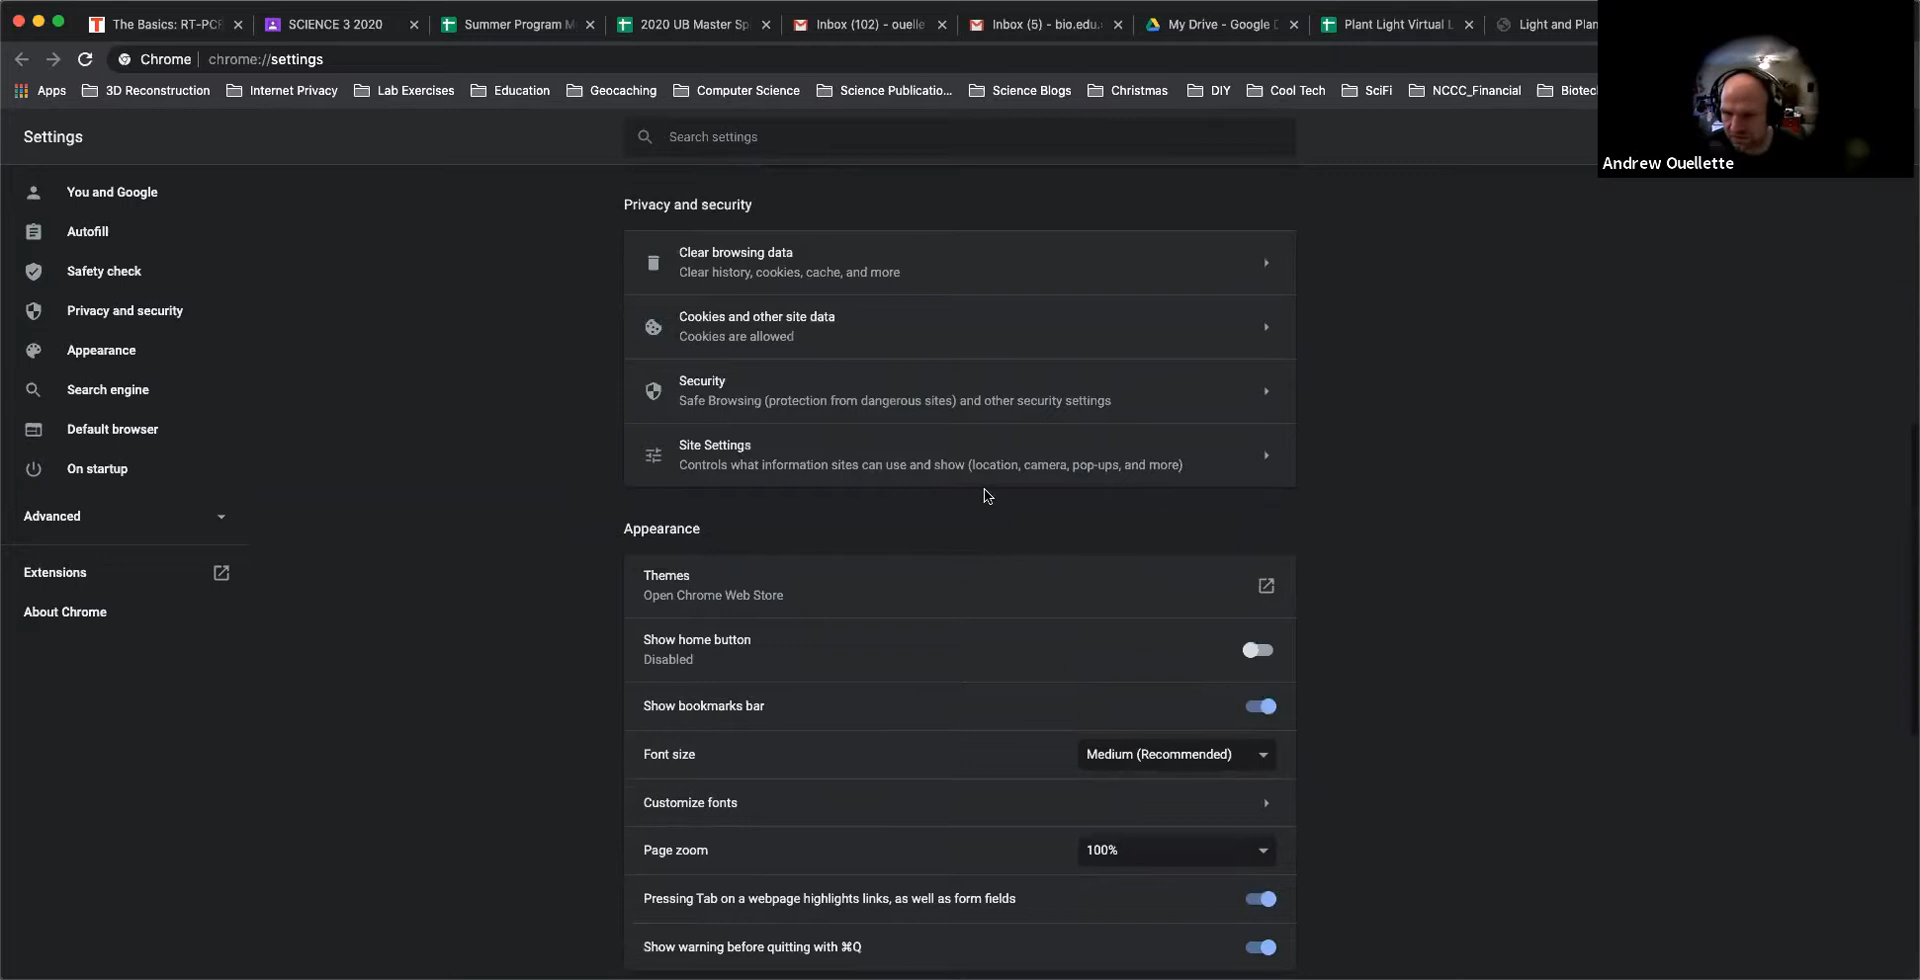 The Basics: RT-PCR
SCIENCE 3 2020
Summer Program M
2020 UB Master Sp
Inbox (102) - ouelle
Inbox (5) - bio.edu.
My Drive - Google D
Plant Light Virtual L
Light and Plan
Chrome | chrome://settings
Apps
3D Reconstruction
Internet Privacy
Lab Exercises
Education
Geocaching
Computer Science
Science Publicatio...
Science Blogs
Christmas
DIY
Cool Tech
SciFi
NCCC_Financial
Biotech
Andrew Ouellette
Settings
Search settings
You and Google
Autofill
Safety check
Privacy and security
Appearance
Search engine
Default browser
On startup
Advanced
Extensions
About Chrome
Privacy and security
Clear browsing data
Clear history, cookies, cache, and more
Cookies and other site data
Cookies are allowed
Security
Safe Browsing (protection from dangerous sites) and other security settings
Site Settings
Controls what information sites can use and show (location, camera, pop-ups, and more)
Appearance
Themes
Open Chrome Web Store
Show home button
Disabled
Show bookmarks bar
Font size
Medium (Recommended)
Customize fonts
Page zoom
100%
Pressing Tab on a webpage highlights links, as well as form fields
Show warning before quitting with ⌘Q